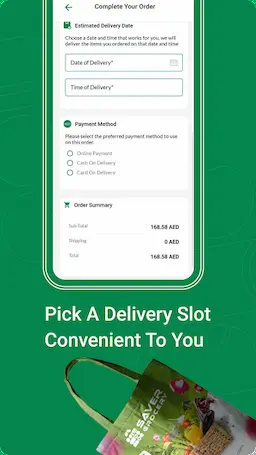 Complete Your Order
Estimated Delivery Date
Choose a date and time that works for you, we will
deliver the items you ordered on that date and time
Date of Delivery*
Time of Delivery*
Payment Method
Please select the preferred payment method to use
on this order.
Online Payment
Cash On Delivery
Card On Delivery
Order Summary
Sub Total 168.58 AED
Shipping 0 AED
Total 168.58 AED
Pick A Delivery Slot
Convenient To You
SAVER
GROCERY